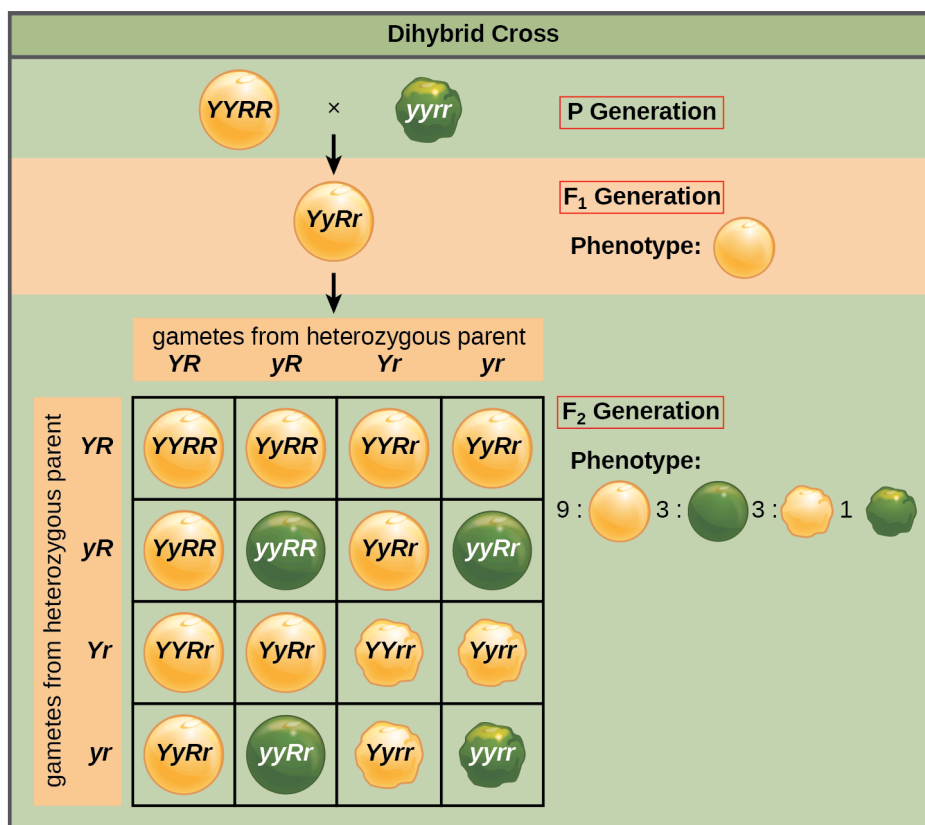 Dihybrid Cross
YYRR × yyrr P Generation
YyRr F₁ Generation
Phenotype:
gametes from heterozygous parent
YR yR Yr yr
gametes from heterozygous parent
YR YYRR YyRR YYRr YyRr
yR YyRR yyRR YyRr yyRr
Yr YYRr YyRr YYrr Yyrr
yr YyRr yyRr Yyrr yyrr
F₂ Generation
Phenotype:
9 : 3 : 3 : 1